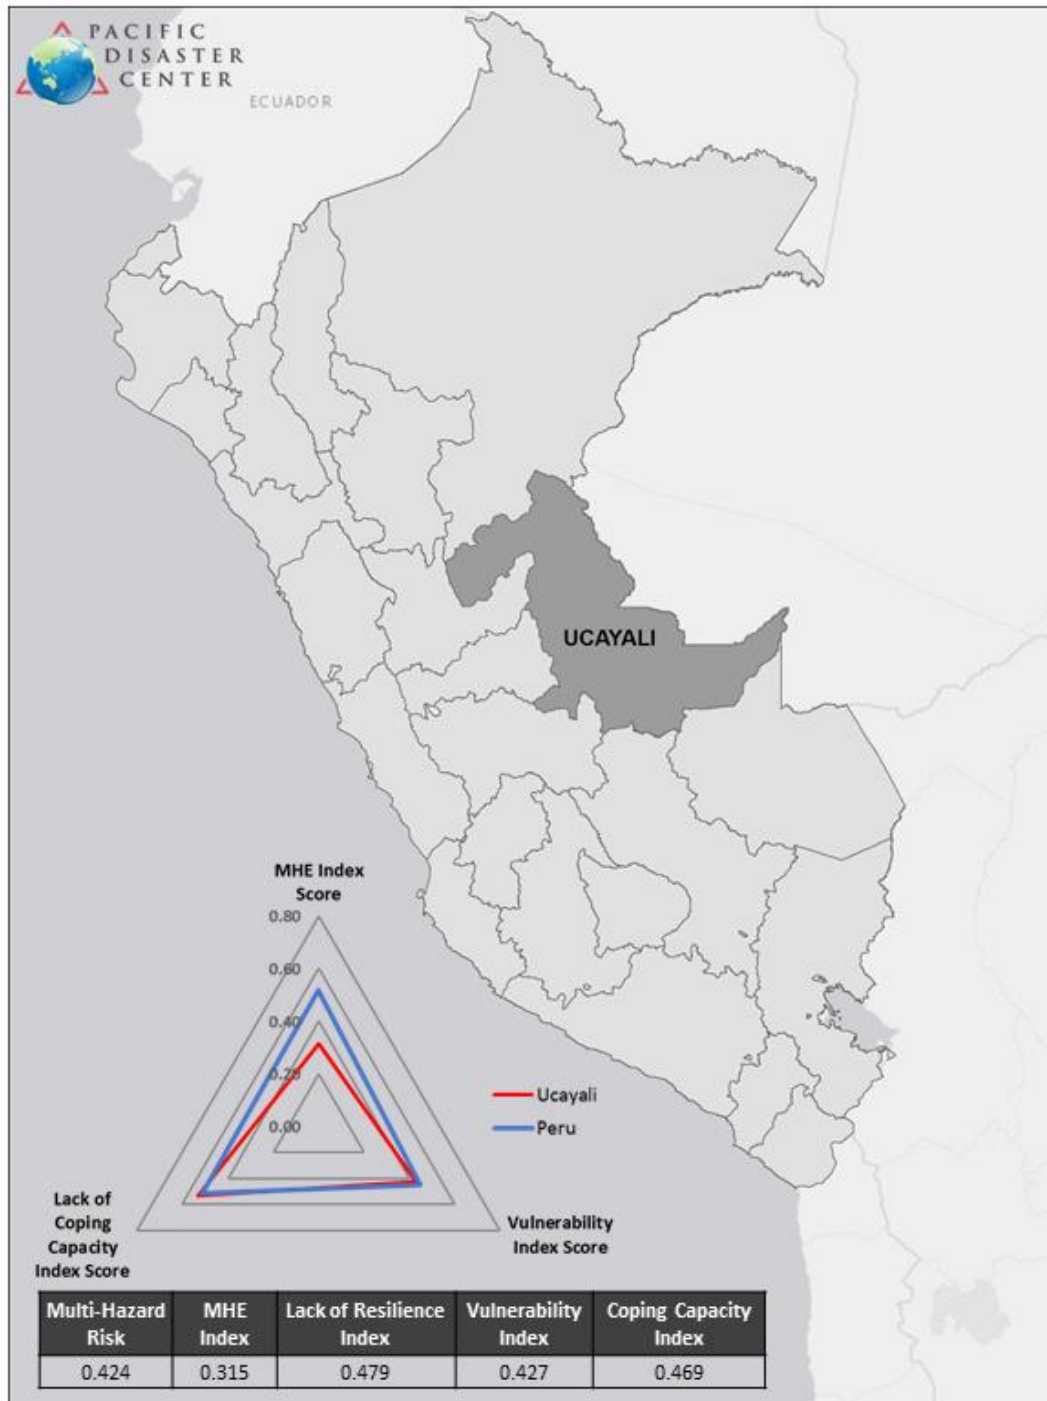 PACIFIC
DISASTER
CENTER
ECUADOR
UCAYALI
MHE Index
Score
0.80
0.60
0.40
0.20
0.00
Ucayali
Peru
Lack of
Coping
Capacity
Index Score
Vulnerability
Index Score
Multi-Hazard Risk | MHE Index | Lack of Resilience Index | Vulnerability Index | Coping Capacity Index
0.424 | 0.315 | 0.479 | 0.427 | 0.469